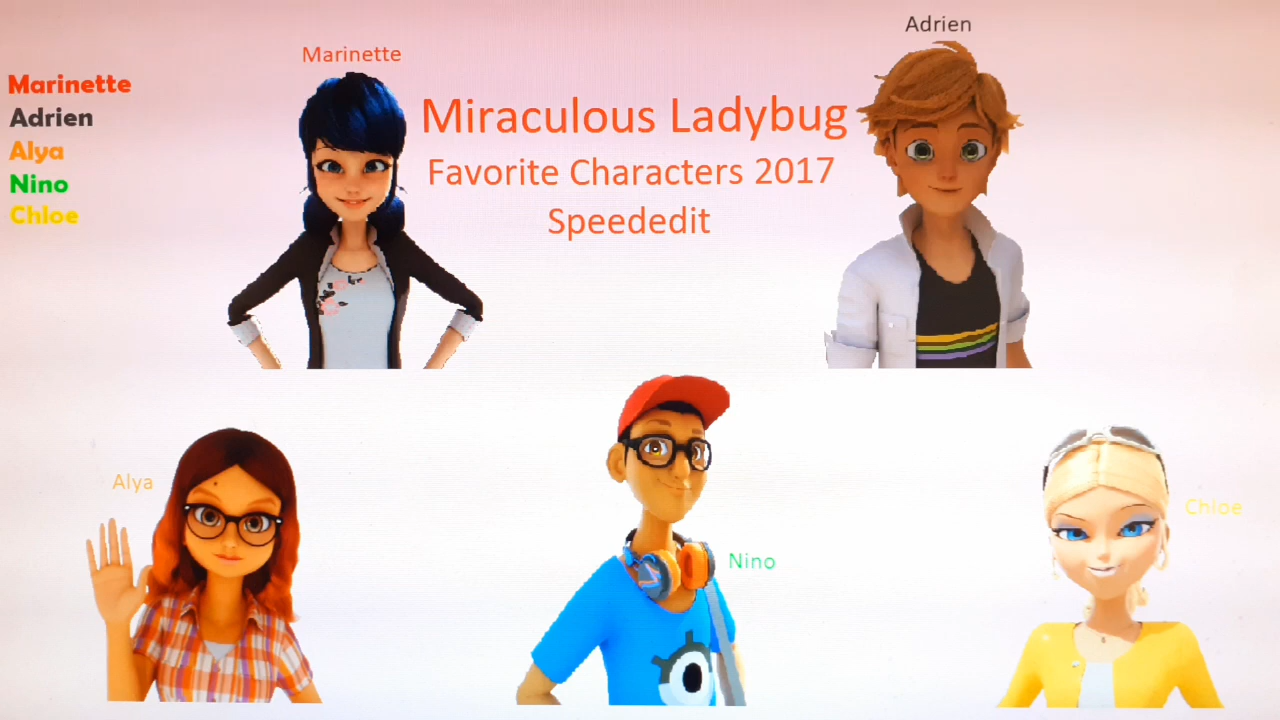 Marinette
Adrien
Alya
Nino
Chloe
Marinette
Miraculous Ladybug
Favorite Characters 2017
Speededit
Adrien
Alya
Nino
Chloe